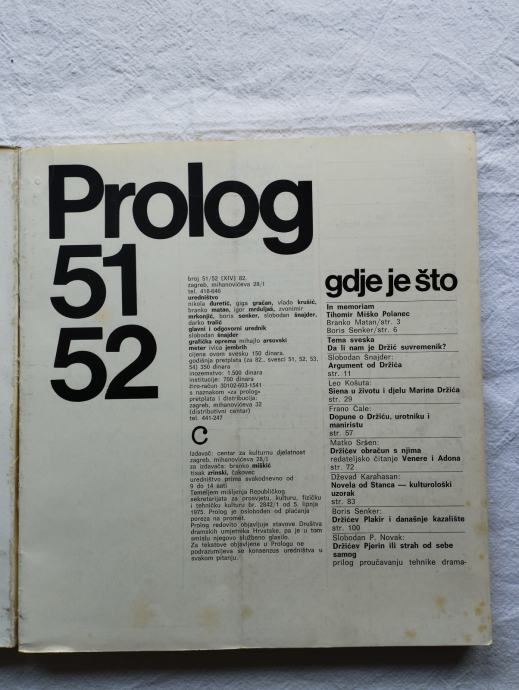 Prolog
51
52
broj 51/52 (XIV) 82.
zagreb, mihanovićeva 28/1
tel. 418-646
uredništvo
nikola đuretić, giga gračan, vlado krušić,
branko matan, igor mrduljaš, zvonimir
mrkonjić, boris senker, slobodan šnajder,
darko tralić
glavni i odgovorni urednik
slobodan šnajder
grafička oprema mihajlo arsovski
meter ivica jembrih
cijena ovom svesku 150 dinara.
godišnja pretplata (za 82., svesci 51, 52, 53,
54) 350 dinara
inozemstvo: 1.500 dinara
institucije: 700 dinara
žiro-račun 30102-603-1541
s naznakom »za prolog«
pretplata i distribucija:
zagreb, mihanovićeva 32
(distributivni centar)
tel. 441-247
C
Izdavač: centar za kulturnu djelatnost
zagreb, mihanovićeva 28/1
za izdavača: branko miškić
tisak zrinski, čakovec
uredništvo prima svakodnevno od
9 do 14 sati
Temeljem mišljenja Republičkog
sekretarijata za prosvjetu, kulturu, fizičku
i tehničku kulturu br. 2842/1 od 5. lipnja
1975. Prolog je oslobođen od plaćanja
poreza na promet.
Prolog redovito objavljuje stavove Društva
dramskih umjetnika Hrvatske, pa je u tom
smislu njegovo službeno glasilo.
Za tekstove objavljene u Prologu ne
podrazumijeva se konsenzus uredništva u
svakom pitanju.
gdje je što
In memoriam
Tihomir Miško Polanec
Branko Matan/str. 3
Boris Senker/str. 6
Tema sveska
Da li nam je Držić suvremenik?
Slobodan Šnajder:
Argument od Držića
str. 11
Leo Košuta:
Siena u životu i djelu Marina Držića
str. 29
Frano Čale:
Dopune o Držiću, urotniku i
maniristu
str. 57
Matko Sršen:
Držićev obračun s njima
redateljsko čitanje Venere i Adona
str. 72
Dževad Karahasan:
Novela od Stanca — kulturološki
uzorak
str. 83
Boris Senker:
Držićev Plakir i današnje kazalište
str. 100
Slobodan P. Novak:
Držićev Pjerin ili strah od sebe
samog
prilog proučavanju tehnike drama-